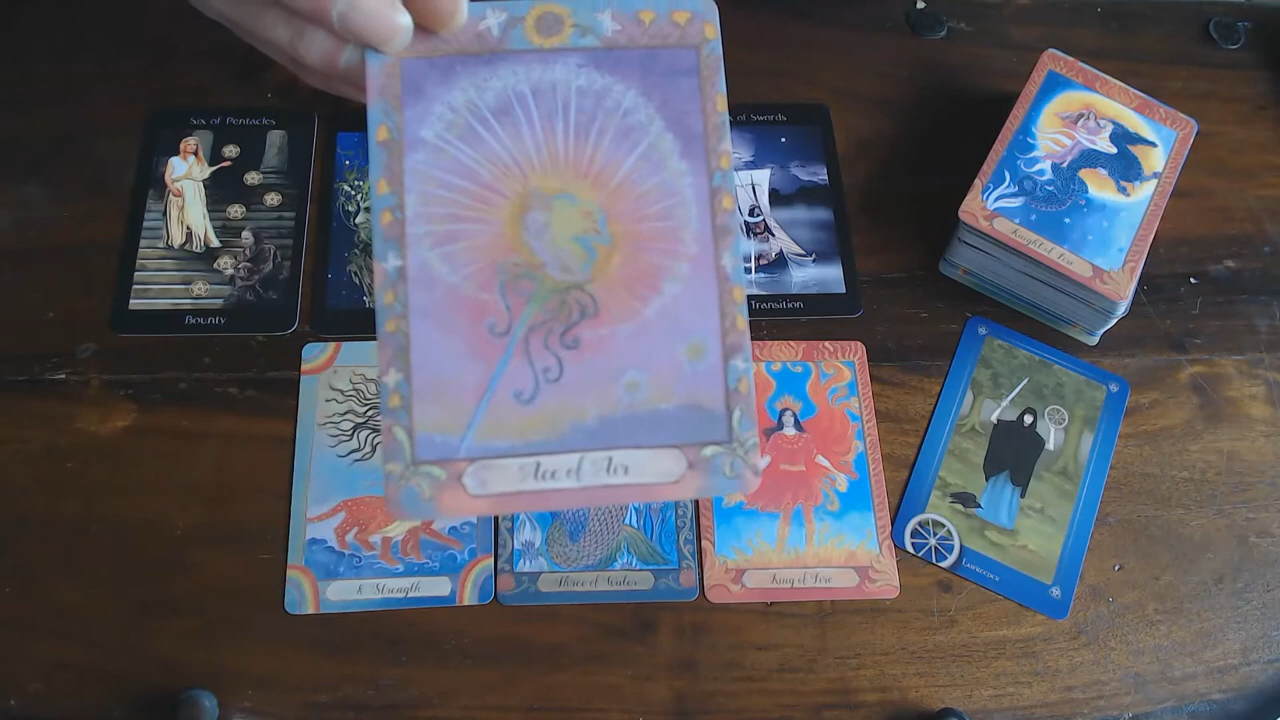 Six of Pentacles
x of Swords
Knight of Fire
Bounty
Transition
Ace of Air
8 Strength
Three of Water
King of Fire
Lawkeeper